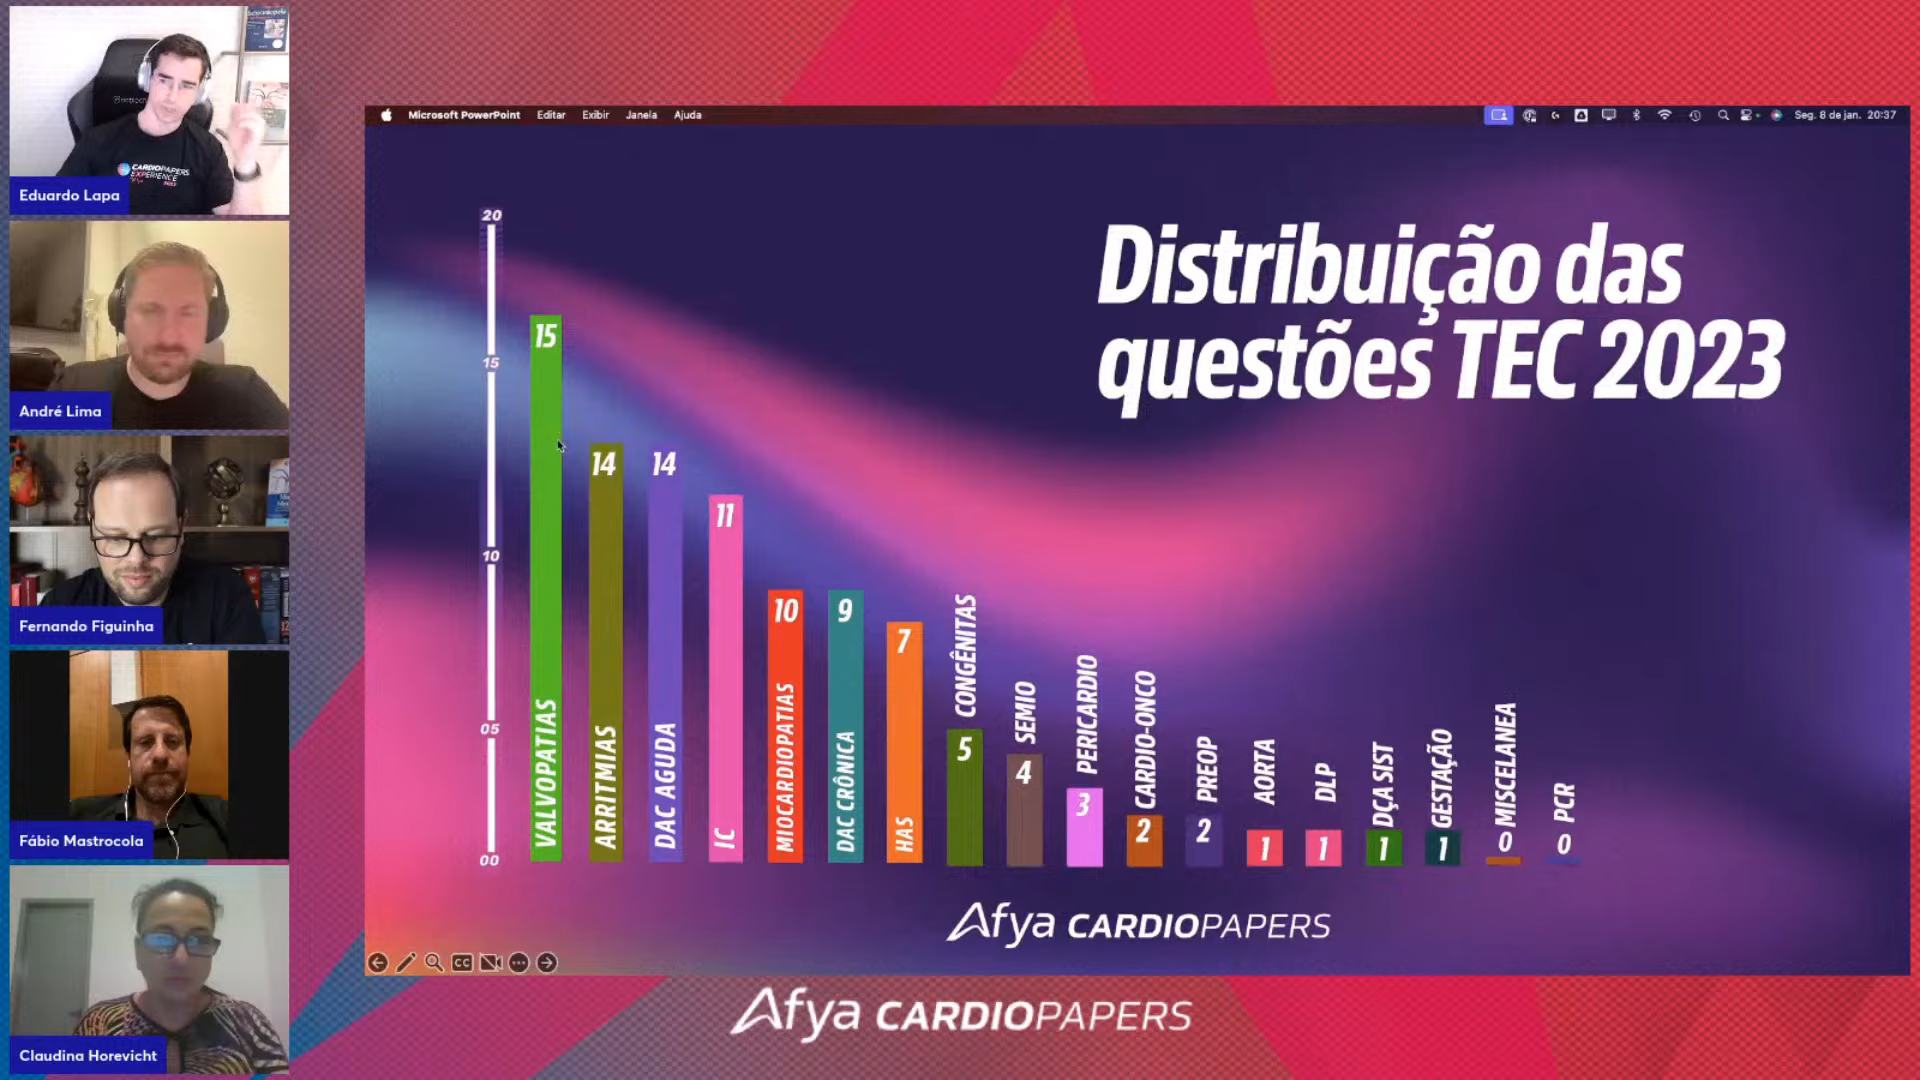 Eduardo Lapa
André Lima
Fernando Figuinha
Fábio Mastrocola
Claudina Horevicht
CARDIOPAPERS
EXPERIENCE
Microsoft PowerPoint Editar Exibir Janela Ajuda
Seg. 8 de jan. 20:37
Distribuição das
questões TEC 2023
20
15
10
05
00
15 VALVOPATIAS
14 ARRITMIAS
14 DAC AGUDA
11 IC
10 MIOCARDIOPATIAS
9 DAC CRÔNICA
7 HAS
CONGÊNITAS 5
SEMIO 4
PERICARDIO 3
CARDIO-ONCO 2
PREOP 2
AORTA 1
DLP 1
DÇA SIST 1
GESTAÇÃO 1
MISCELANEA 0
PCR 0
Afya CARDIOPAPERS
CC
Afya CARDIOPAPERS